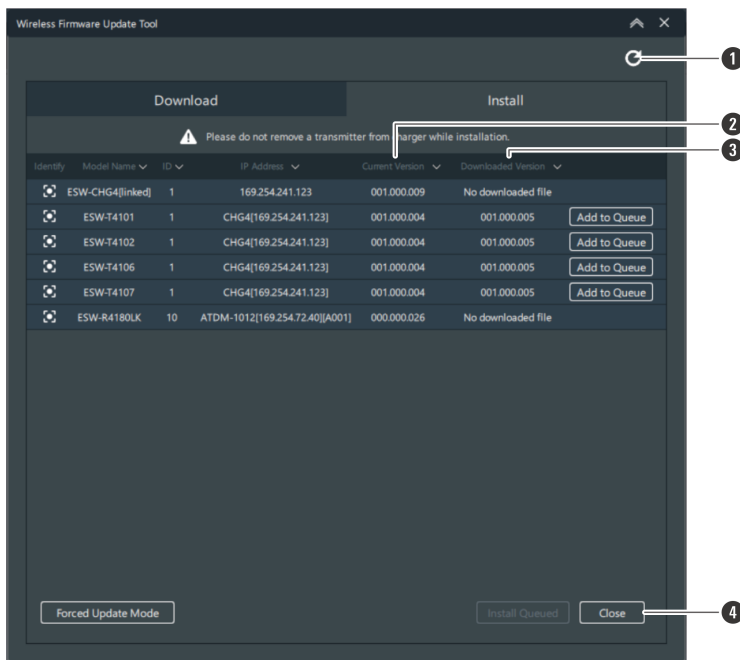 Wireless Firmware Update Tool
1
Download Install
2
Please do not remove a transmitter from charger while installation.
3
Identify Model Name ID IP Address Current Version Downloaded Version
ESW-CHG4[linked] 1 169.254.241.123 001.000.009 No downloaded file
ESW-T4101 1 CHG4[169.254.241.123] 001.000.004 001.000.005 Add to Queue
ESW-T4102 1 CHG4[169.254.241.123] 001.000.004 001.000.005 Add to Queue
ESW-T4106 1 CHG4[169.254.241.123] 001.000.004 001.000.005 Add to Queue
ESW-T4107 1 CHG4[169.254.241.123] 001.000.004 001.000.005 Add to Queue
ESW-R4180LK 10 ATDM-1012[169.254.72.40][A001] 000.000.026 No downloaded file
Forced Update Mode Install Queued Close 4